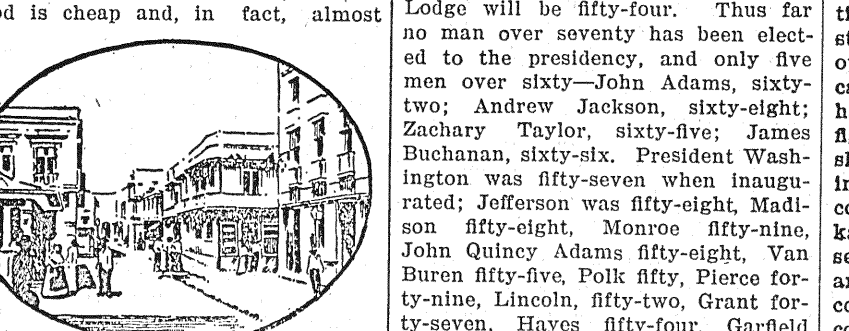 od is cheap and, in fact, almost
Lodge will be fifty-four. Thus far
no man over seventy has been elect-
ed to the presidency, and only five
men over sixty—John Adams, sixty-
two; Andrew Jackson, sixty-eight;
Zachary Taylor, sixty-five; James
Buchanan, sixty-six. President Wash-
ington was fifty-seven when inaugu-
rated; Jefferson was fifty-eight, Madi-
son fifty-eight, Monroe fifty-nine,
John Quincy Adams fifty-eight, Van
Buren fifty-five, Polk fifty, Pierce for-
ty-nine, Lincoln, fifty-two, Grant for-
ty-seven, Hayes fifty-four, Garfield